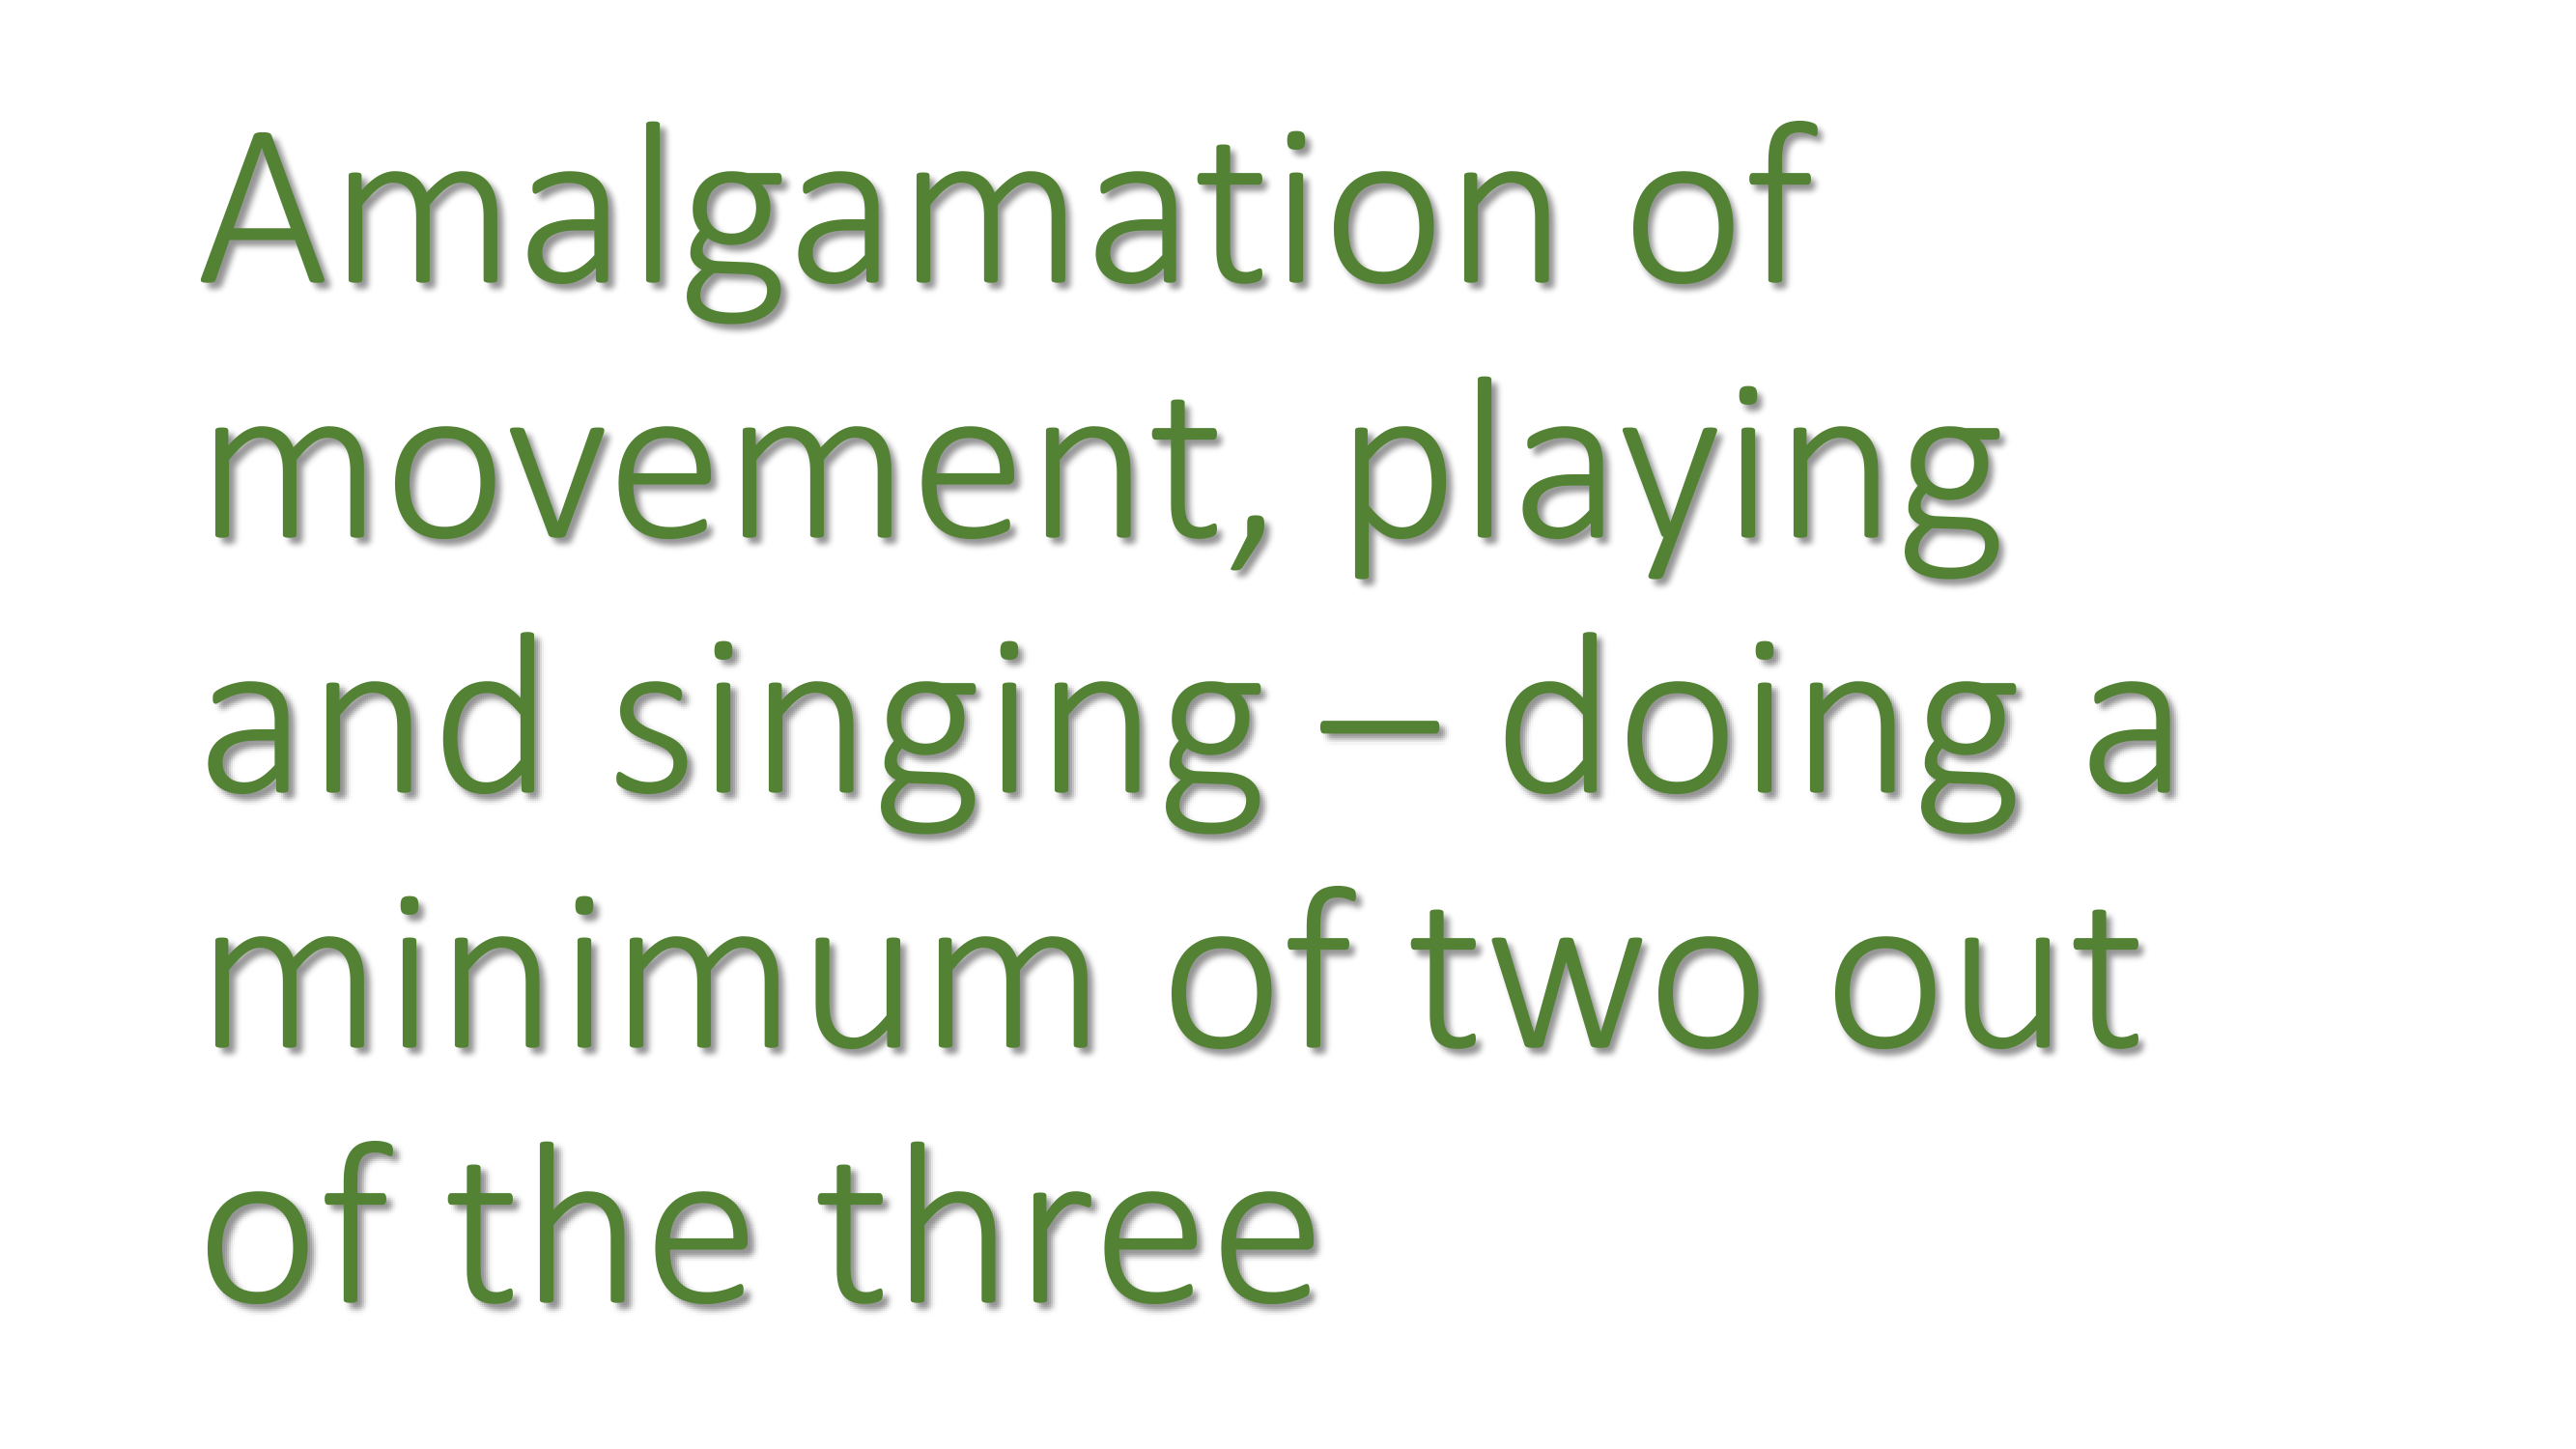 Amalgamation of
movement, playing
and singing – doing a
minimum of two out
of the three